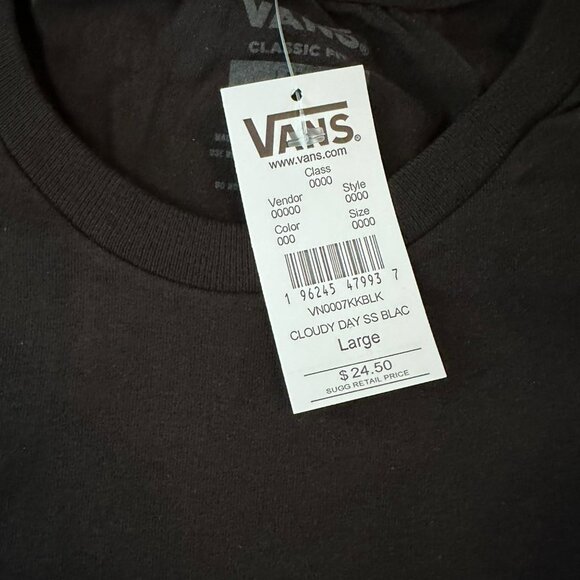 VANS®
CLASSIC FIT
VANS®
www.vans.com
Class
0000
Vendor Style
00000 0000
Color Size
000 0000
1 96245 47993 7
VN0007KKBLK
CLOUDY DAY SS BLAC
Large
$24.50
SUGG RETAIL PRICE